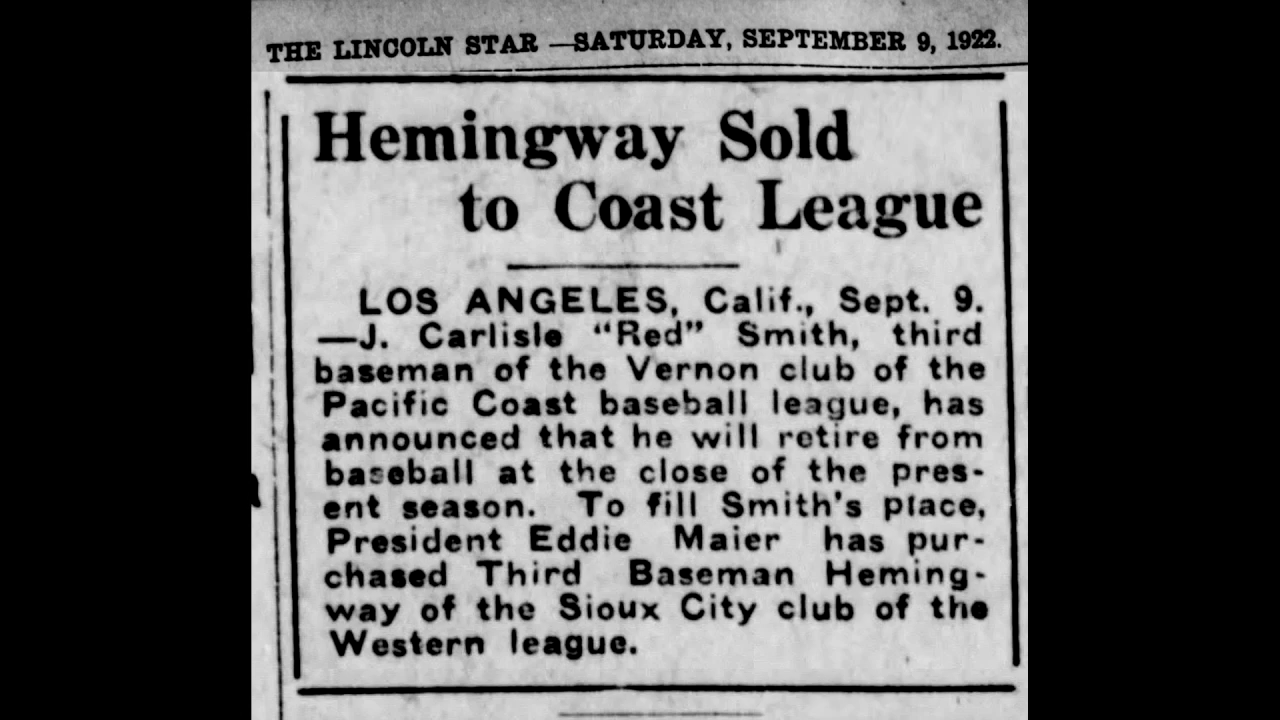 THE LINCOLN STAR —SATURDAY, SEPTEMBER 9, 1922.
Hemingway Sold
to Coast League
LOS ANGELES, Calif., Sept. 9.
—J. Carlisle “Red” Smith, third
baseman of the Vernon club of the
Pacific Coast baseball league, has
announced that he will retire from
baseball at the close of the pres-
ent season. To fill Smith's place,
President Eddie Maier has pur-
chased Third Baseman Heming-
way of the Sioux City club of the
Western league.